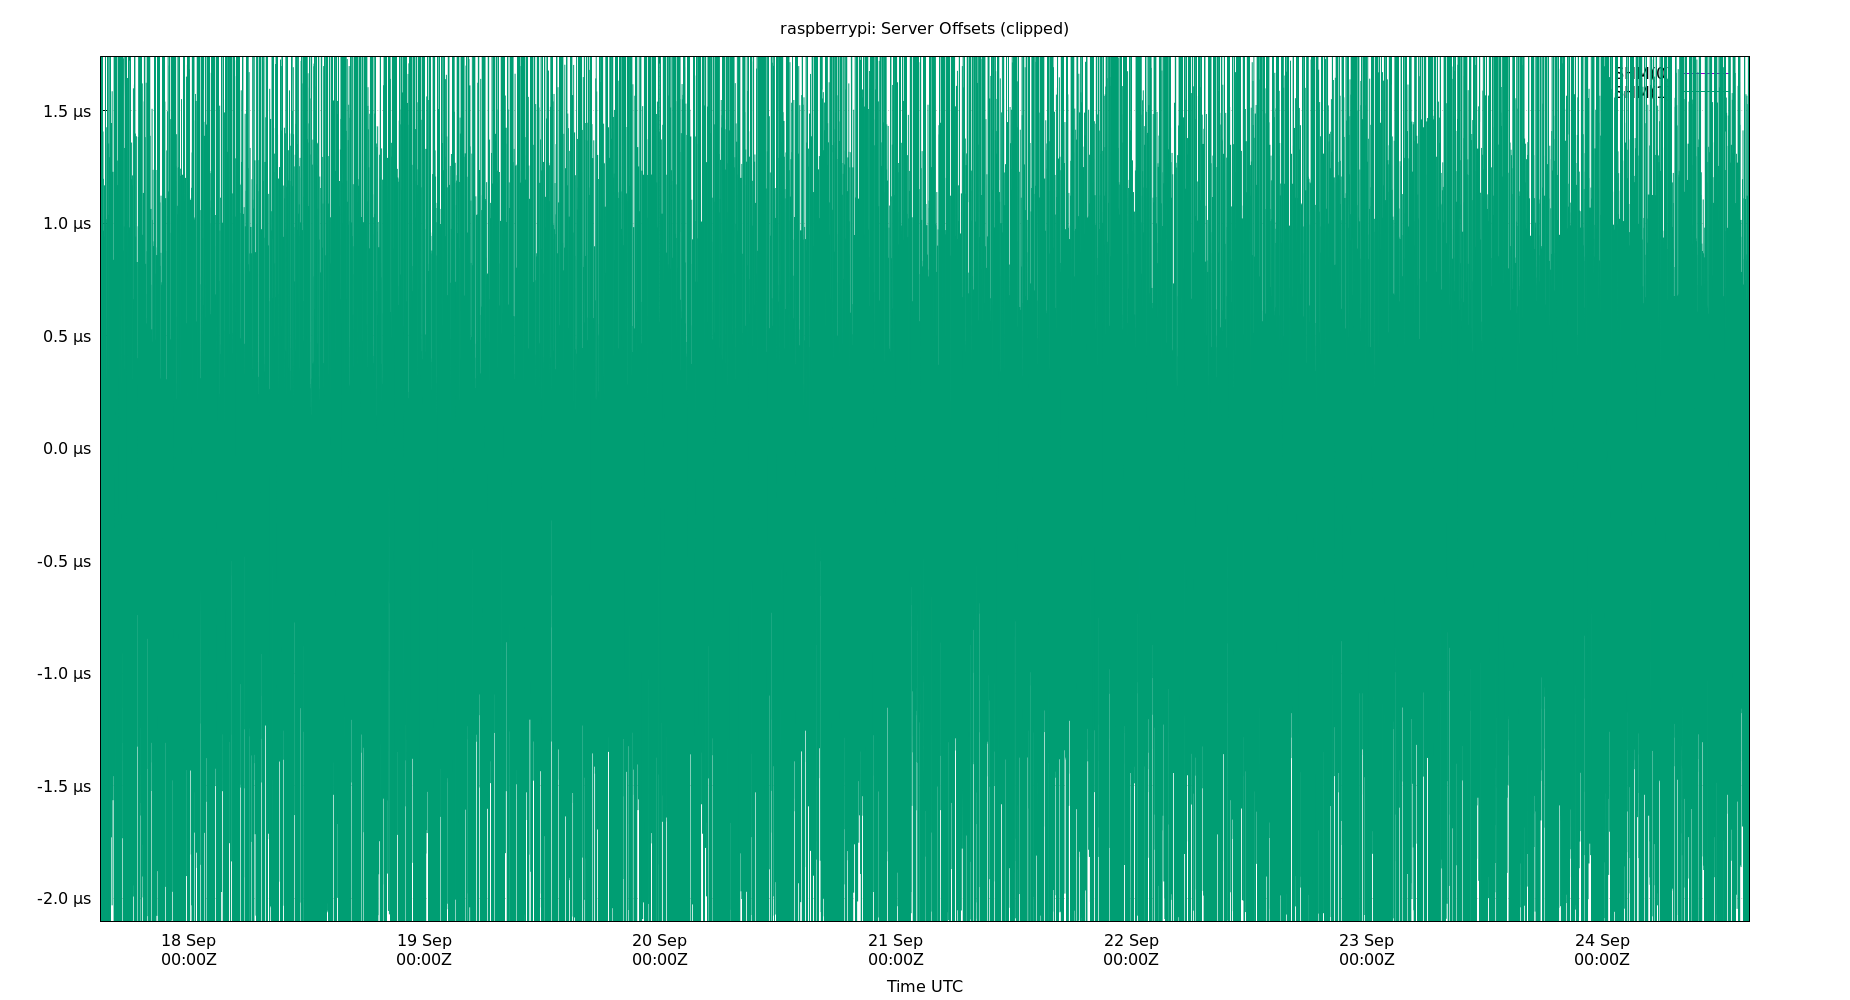 raspberrypi: Server Offsets (clipped)
1.5 µs
1.0 µs
0.5 µs
0.0 µs
-0.5 µs
-1.0 µs
-1.5 µs
-2.0 µs
18 Sep
00:00Z
19 Sep
00:00Z
20 Sep
00:00Z
21 Sep
00:00Z
22 Sep
00:00Z
23 Sep
00:00Z
24 Sep
00:00Z
Time UTC